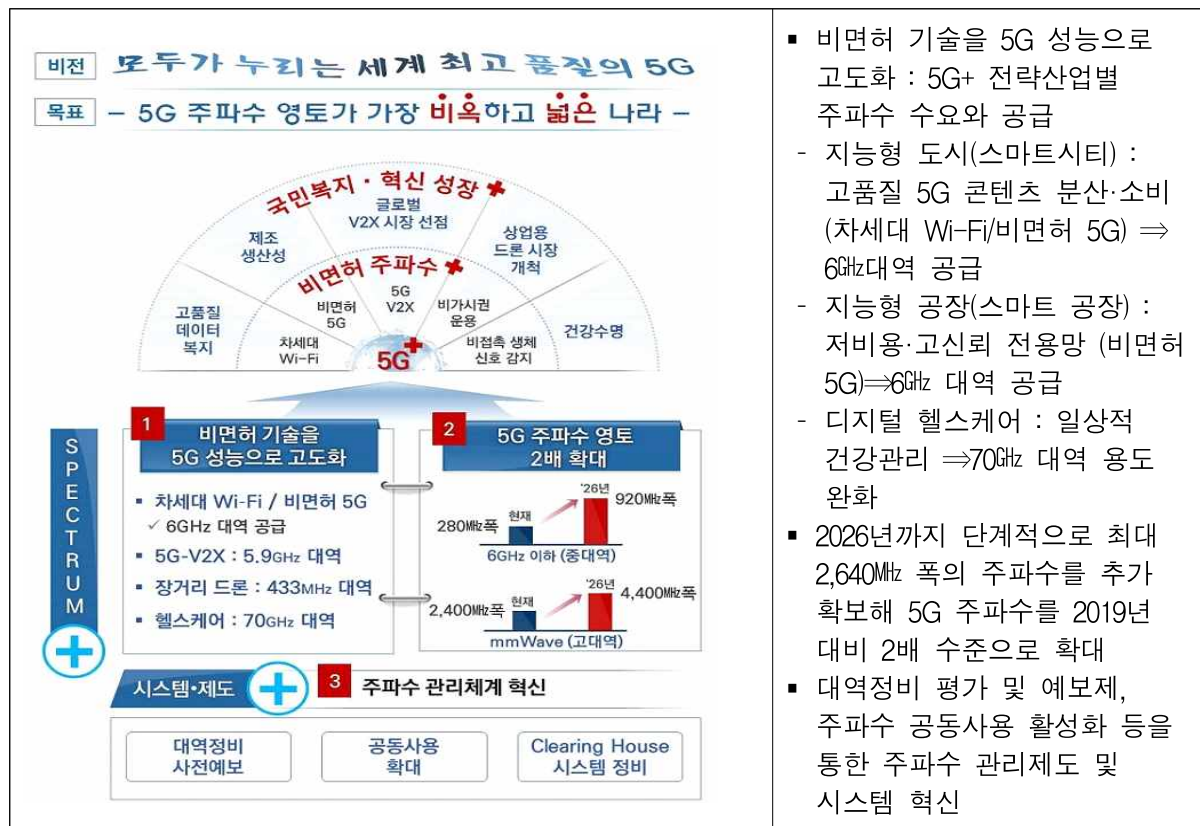 비전 모두가 누리는 세계 최고 품질의 5G
목표 – 5G 주파수 영토가 가장 비옥하고 넓은 나라 –
국민복지·혁신 성장+
고품질
데이터
복지
제조
생산성
글로벌
V2X 시장 선점
상업용
드론 시장
개척
건강수명
비면허 주파수+
차세대
Wi-Fi
비면허
5G
5G
V2X
비가시권
운용
비접촉 생체
신호 감지
5G+
SPECTRUM
1
비면허 기술을
5G 성능으로 고도화
▪ 차세대 Wi-Fi / 비면허 5G
✓ 6GHz 대역 공급
▪ 5G-V2X : 5.9GHz 대역
▪ 장거리 드론 : 433MHz 대역
▪ 헬스케어 : 70GHz 대역
2
5G 주파수 영토
2배 확대
280㎒폭
현재
'26년
920㎒폭
6GHz 이하 (중대역)
2,400㎒폭
현재
'26년
4,400㎒폭
mmWave (고대역)
시스템•제도
3 주파수 관리체계 혁신
대역정비
사전예보
공동사용
확대
Clearing House
시스템 정비
▪ 비면허 기술을 5G 성능으로
고도화 : 5G+ 전략산업별
주파수 수요와 공급
- 지능형 도시(스마트시티) :
고품질 5G 콘텐츠 분산·소비
(차세대 Wi-Fi/비면허 5G) ⇒
6㎓대역 공급
- 지능형 공장(스마트 공장) :
저비용·고신뢰 전용망 (비면허
5G)⇒6㎓ 대역 공급
- 디지털 헬스케어 : 일상적
건강관리 ⇒70㎓ 대역 용도
완화
▪ 2026년까지 단계적으로 최대
2,640㎒ 폭의 주파수를 추가
확보해 5G 주파수를 2019년
대비 2배 수준으로 확대
▪ 대역정비 평가 및 예보제,
주파수 공동사용 활성화 등을
통한 주파수 관리제도 및
시스템 혁신